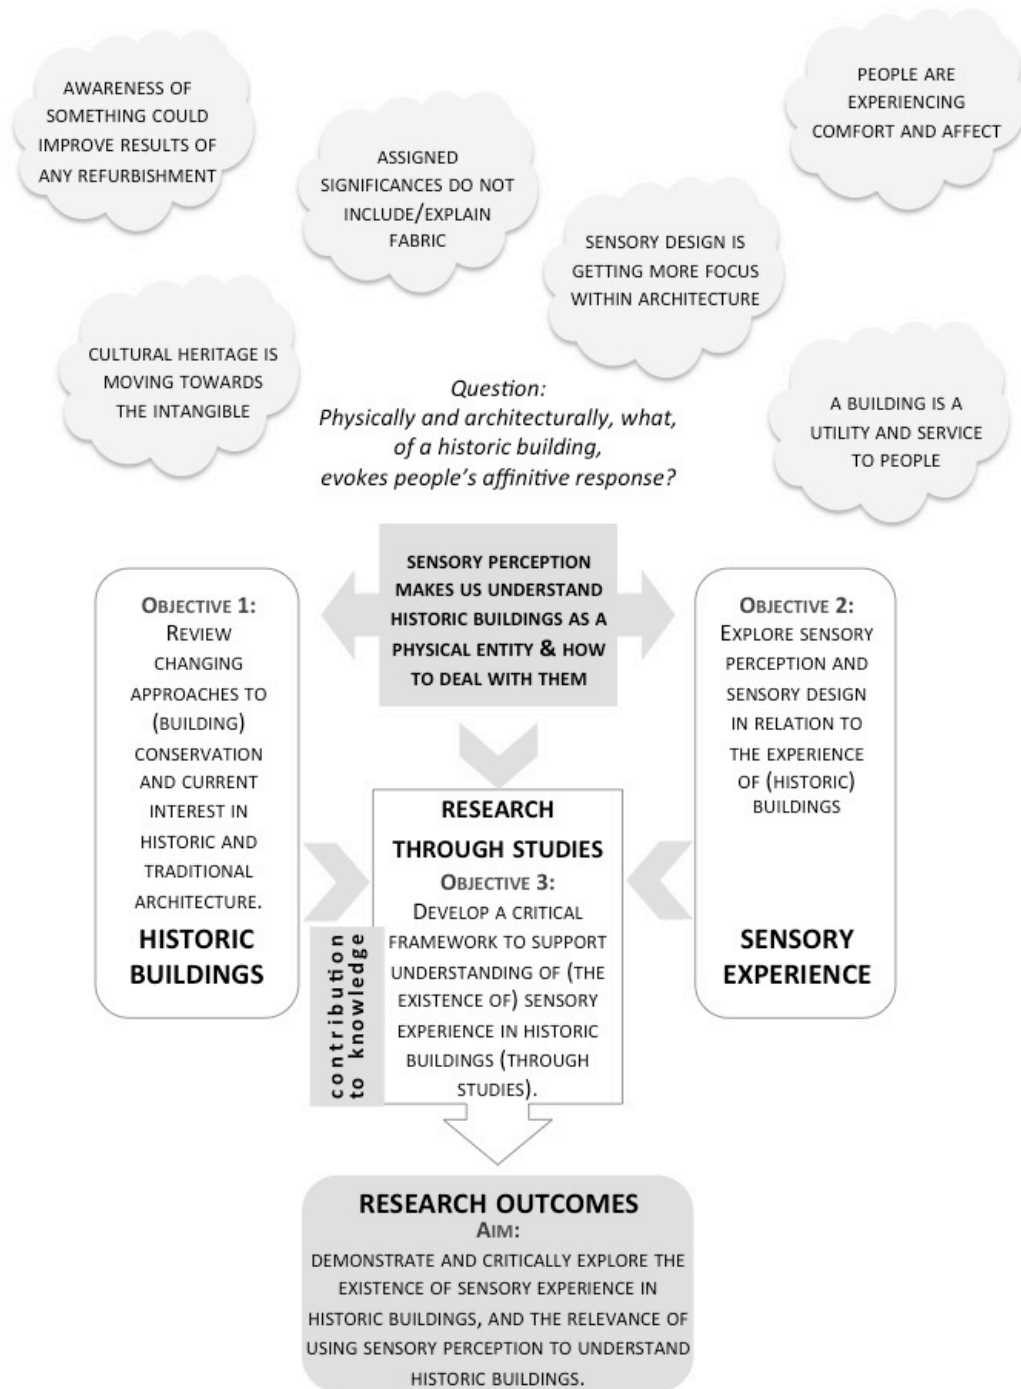 AWARENESS OF
SOMETHING COULD
IMPROVE RESULTS OF
ANY REFURBISHMENT
ASSIGNED
SIGNIFICANCES DO NOT
INCLUDE/EXPLAIN
FABRIC
PEOPLE ARE
EXPERIENCING
COMFORT AND AFFECT
SENSORY DESIGN IS
GETTING MORE FOCUS
WITHIN ARCHITECTURE
CULTURAL HERITAGE IS
MOVING TOWARDS
THE INTANGIBLE
A BUILDING IS A
UTILITY AND SERVICE
TO PEOPLE
Question:
Physically and architecturally, what,
of a historic building,
evokes people's affinitive response?
SENSORY PERCEPTION
MAKES US UNDERSTAND
HISTORIC BUILDINGS AS A
PHYSICAL ENTITY & HOW
TO DEAL WITH THEM
OBJECTIVE 1:
REVIEW
CHANGING
APPROACHES TO
(BUILDING)
CONSERVATION
AND CURRENT
INTEREST IN
HISTORIC AND
TRADITIONAL
ARCHITECTURE.
HISTORIC
BUILDINGS
OBJECTIVE 2:
EXPLORE SENSORY
PERCEPTION AND
SENSORY DESIGN
IN RELATION TO
THE EXPERIENCE
OF (HISTORIC)
BUILDINGS
SENSORY
EXPERIENCE
RESEARCH
THROUGH STUDIES
OBJECTIVE 3:
DEVELOP A CRITICAL
FRAMEWORK TO SUPPORT
UNDERSTANDING OF (THE
EXISTENCE OF) SENSORY
EXPERIENCE IN HISTORIC
BUILDINGS (THROUGH
STUDIES).
contribution
to knowledge
RESEARCH OUTCOMES
AIM:
DEMONSTRATE AND CRITICALLY EXPLORE THE
EXISTENCE OF SENSORY EXPERIENCE IN
HISTORIC BUILDINGS, AND THE RELEVANCE OF
USING SENSORY PERCEPTION TO UNDERSTAND
HISTORIC BUILDINGS.